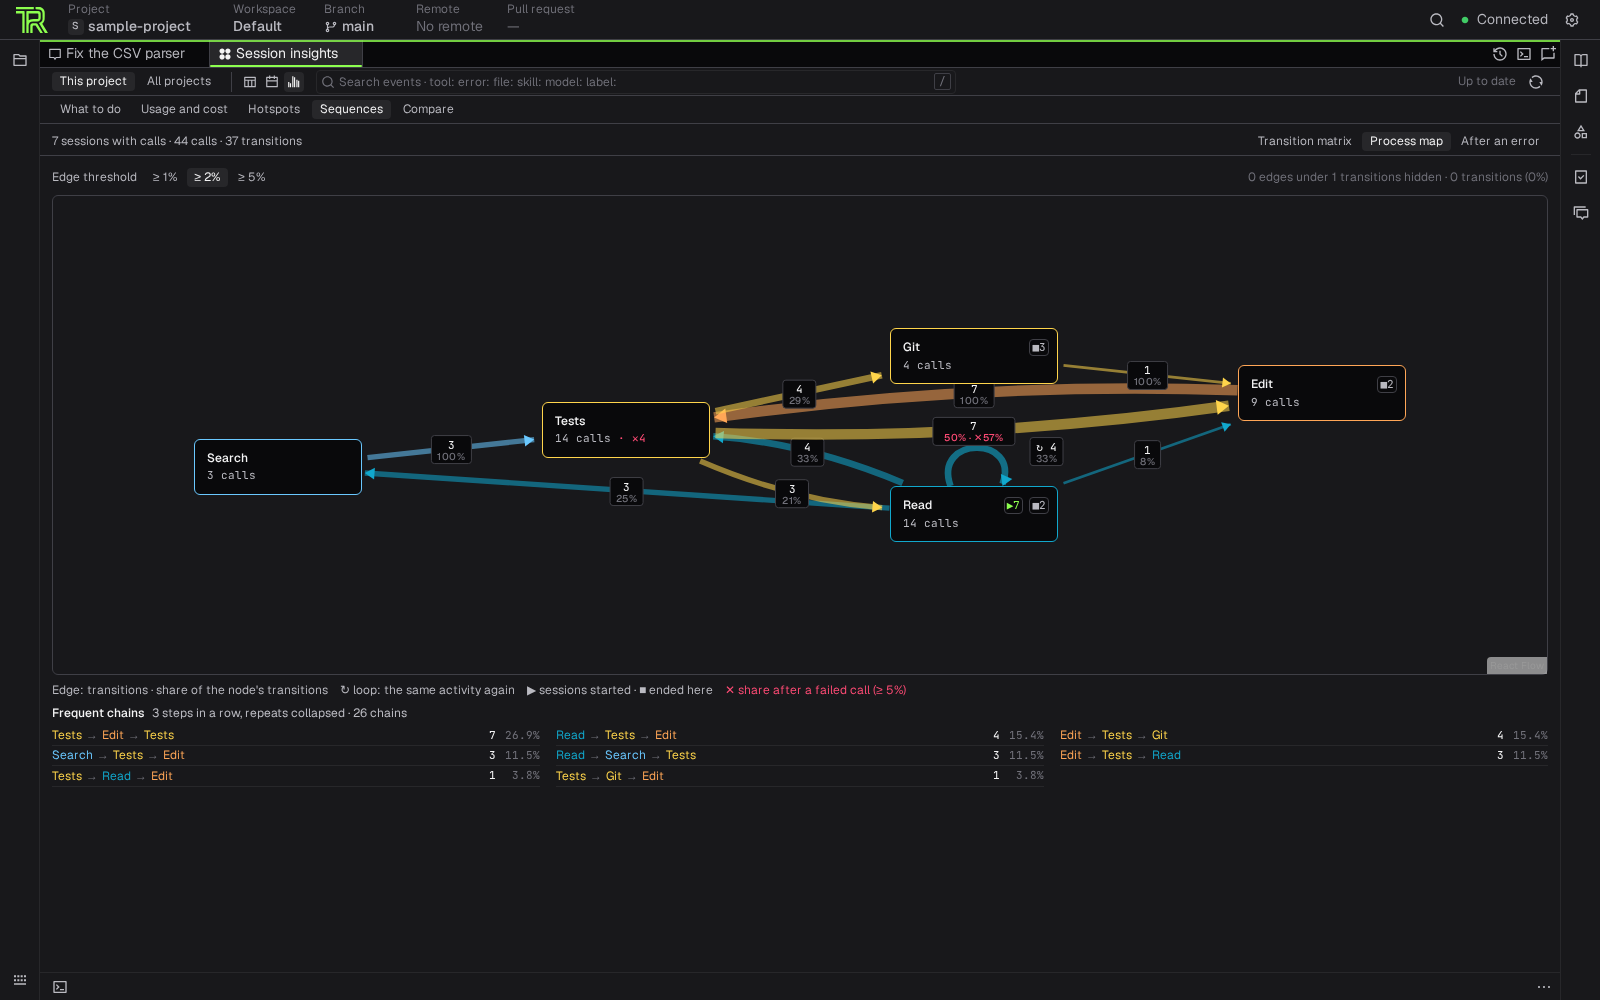 Project
S sample-project
Workspace
Default
Branch
main
Remote
No remote
Pull request
—
Connected
Fix the CSV parser
Session insights
This project
All projects
Search events · tool: error: file: skill: model: label:
/
Up to date
What to do
Usage and cost
Hotspots
Sequences
Compare
7 sessions with calls · 44 calls · 37 transitions
Transition matrix
Process map
After an error
Edge threshold
≥ 1%
≥ 2%
≥ 5%
0 edges under 1 transitions hidden · 0 transitions (0%)
Git
■3
4 calls
1
100%
Edit
■2
9 calls
4
29%
7
100%
Tests
14 calls · ×4
7
50% · ×57%
3
100%
4
33%
↻ 4
33%
1
8%
Search
3 calls
3
25%
3
21%
Read
▶7
■2
14 calls
React Flow
Edge: transitions · share of the node's transitions
↻ loop: the same activity again
▶ sessions started · ■ ended here
✕ share after a failed call (≥ 5%)
Frequent chains 3 steps in a row, repeats collapsed · 26 chains
Tests → Edit → Tests 7 26.9%
Read → Tests → Edit 4 15.4%
Edit → Tests → Git 4 15.4%
Search → Tests → Edit 3 11.5%
Read → Search → Tests 3 11.5%
Edit → Tests → Read 3 11.5%
Tests → Read → Edit 1 3.8%
Tests → Git → Edit 1 3.8%